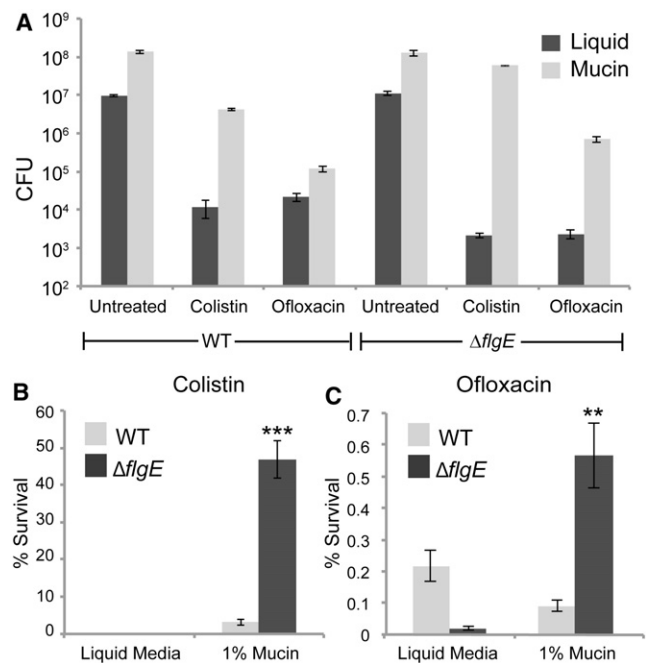 A
10⁹
10⁸
10⁷
10⁶
10⁵
10⁴
10³
10²
CFU
Liquid
Mucin
Untreated Colistin Ofloxacin Untreated Colistin Ofloxacin
WT ΔflgE
B Colistin
60
50
40
30
20
10
0
% Survival
WT
ΔflgE
***
Liquid Media 1% Mucin
C Ofloxacin
0.7
0.6
0.5
0.4
0.3
0.2
0.1
0
% Survival
WT
ΔflgE
**
Liquid Media 1% Mucin